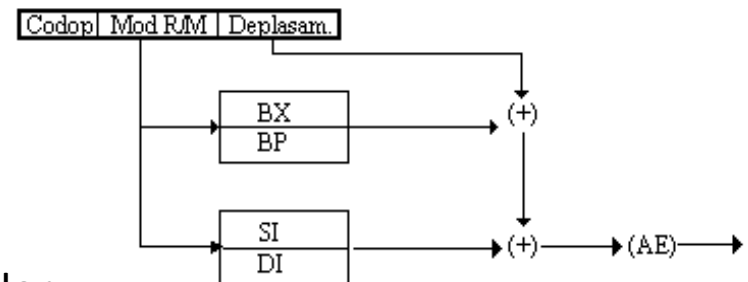 Codop Mod R/M Deplasam.
BX (+)
BP
SI
(+) (AE)
DI